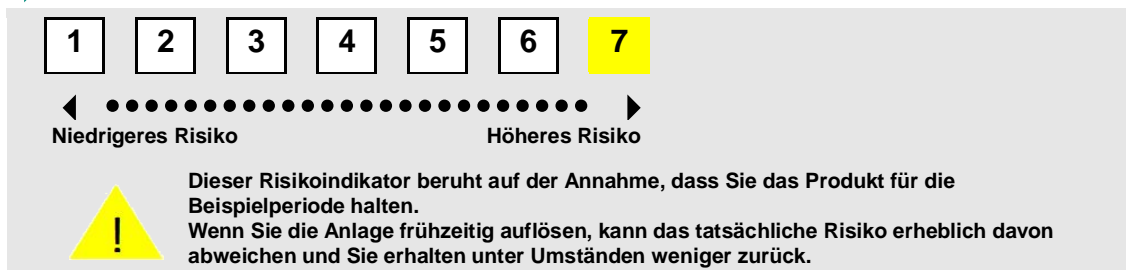 1 2 3 4 5 6 7
Niedrigeres Risiko Höheres Risiko
Dieser Risikoindikator beruht auf der Annahme, dass Sie das Produkt für die
Beispielperiode halten.
! Wenn Sie die Anlage frühzeitig auflösen, kann das tatsächliche Risiko erheblich davon
abweichen und Sie erhalten unter Umständen weniger zurück.